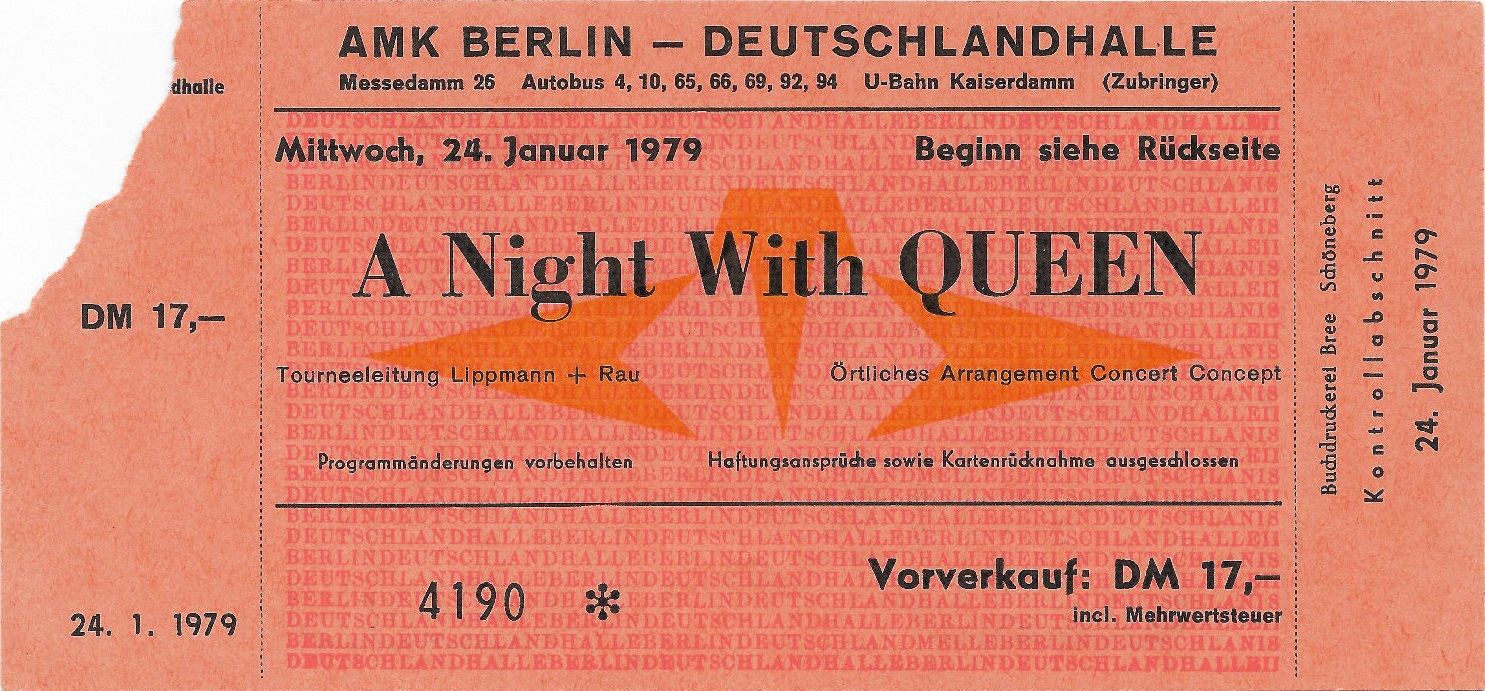 dhalle
DM 17,—
24. 1. 1979
AMK BERLIN — DEUTSCHLANDHALLE
Messedamm 26 Autobus 4, 10, 65, 66, 69, 92, 94 U-Bahn Kaiserdamm (Zubringer)
Mittwoch, 24. Januar 1979 Beginn siehe Rückseite
A Night With QUEEN
Tourneeleitung Lippmann + Rau Örtliches Arrangement Concert Concept
Programmänderungen vorbehalten Haftungsansprüche sowie Kartenrücknahme ausgeschlossen
4190 ✻ Vorverkauf: DM 17,—
incl. Mehrwertsteuer
Buchdruckerei Bree Schöneberg
Kontrollabschnitt
24. Januar 1979